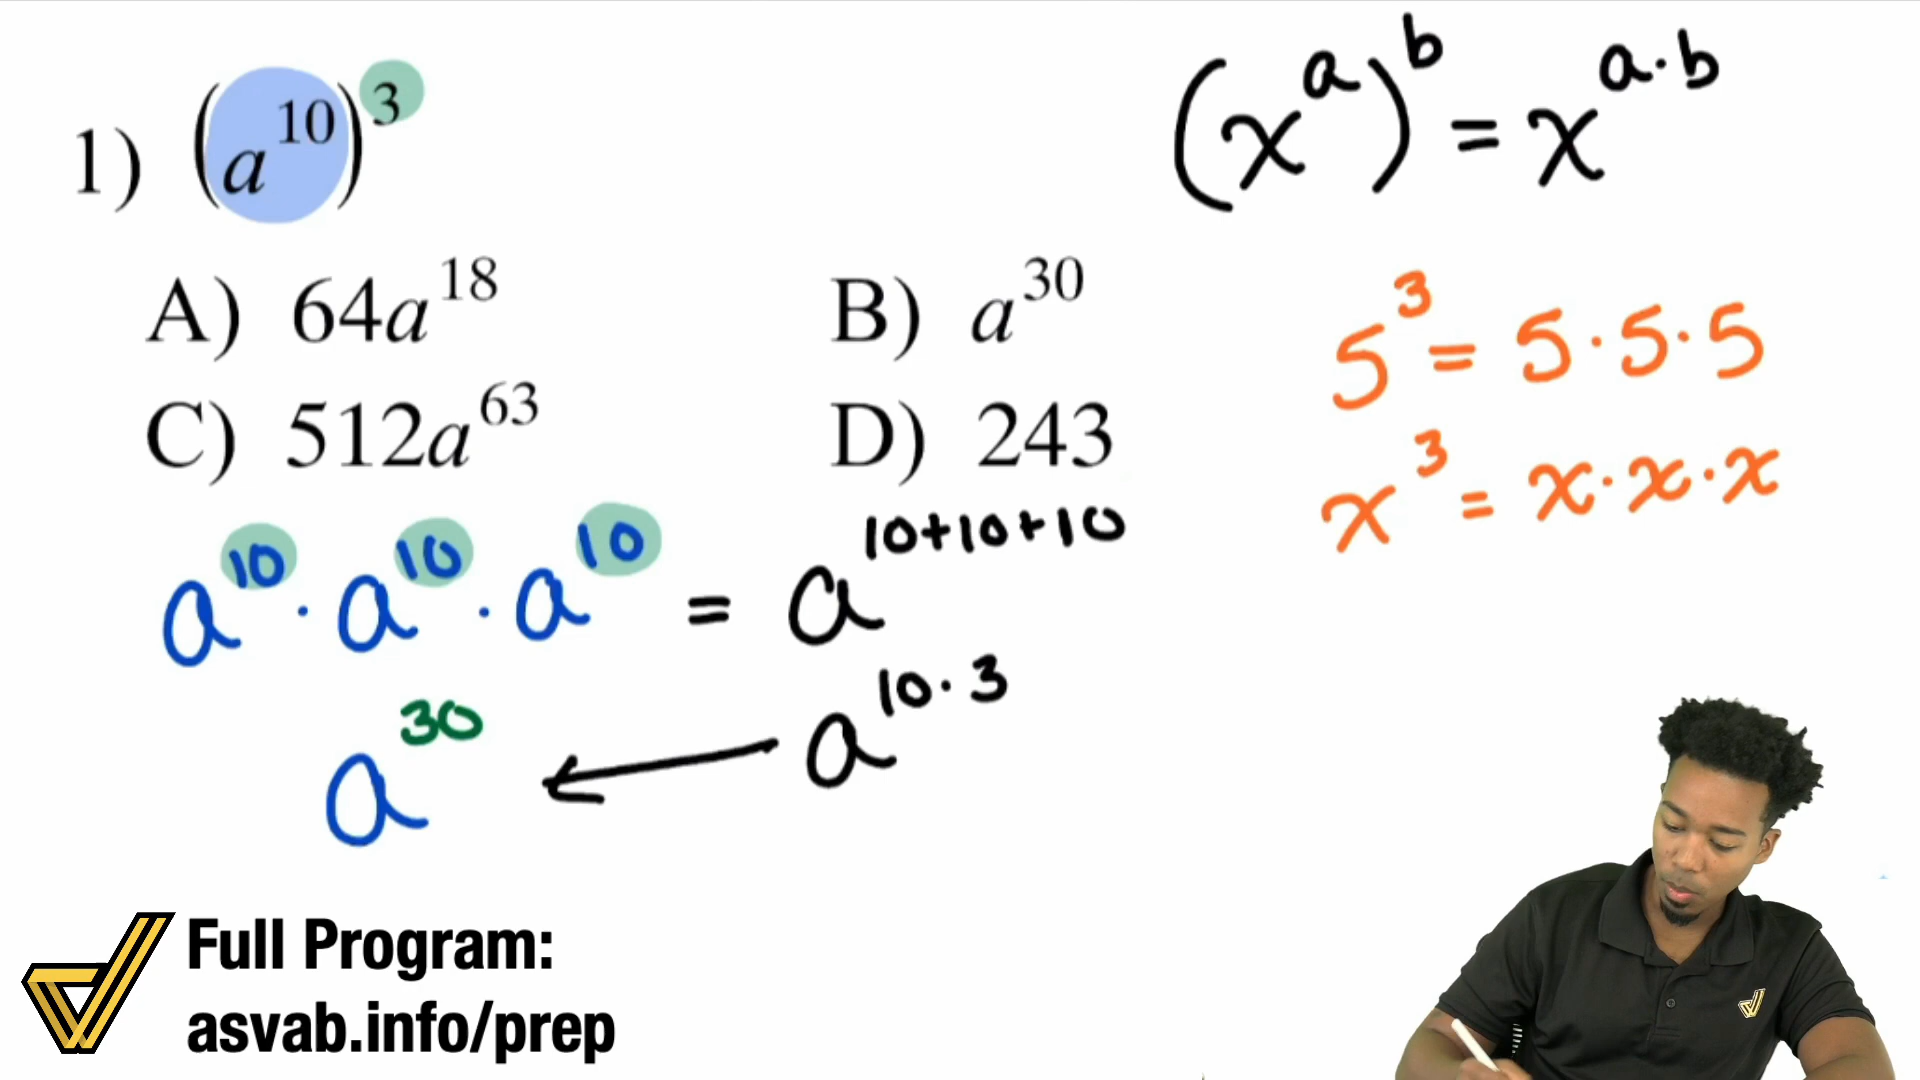 1) (a^10)^3
(x^a)^b = x^a·b
A) 64a^18
B) a^30
C) 512a^63
D) 243
5^3 = 5·5·5
x^3 = x·x·x
a^10 · a^10 · a^10 = a^10+10+10
a^30 ← a^10·3
Full Program:
asvab.info/prep